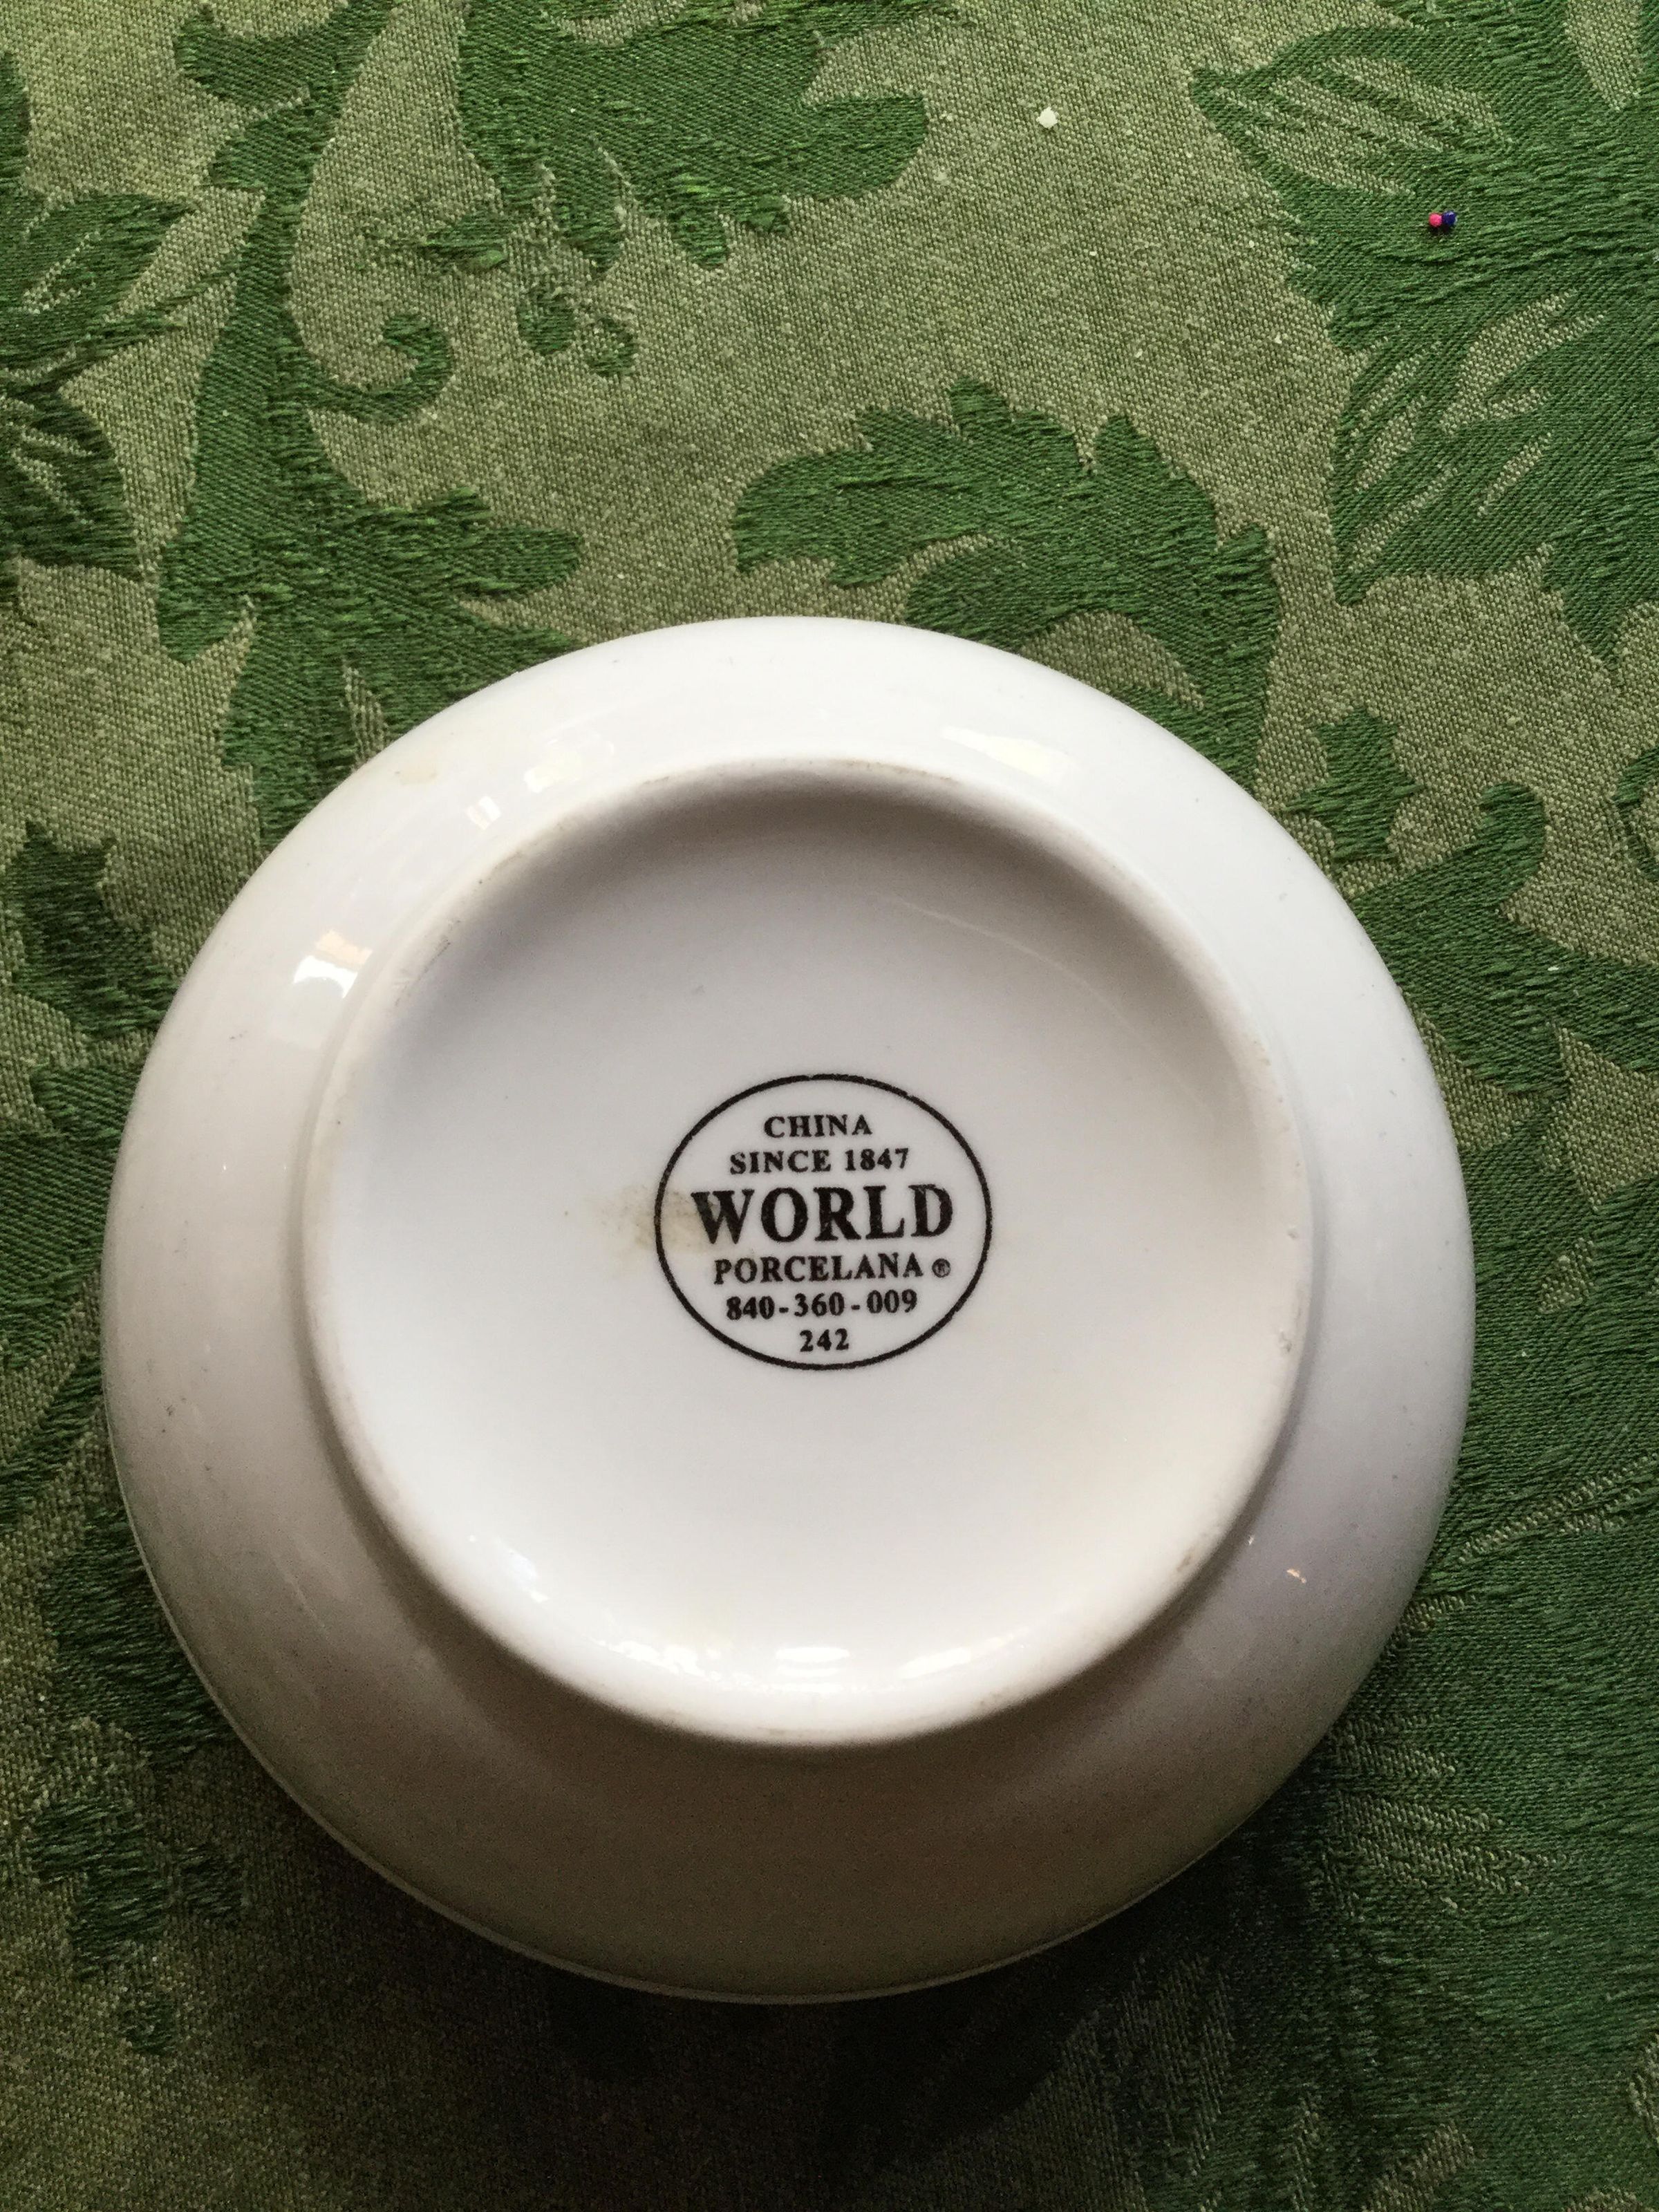 CHINA
SINCE 1847
WORLD
PORCELANA ®
840-360-009
242